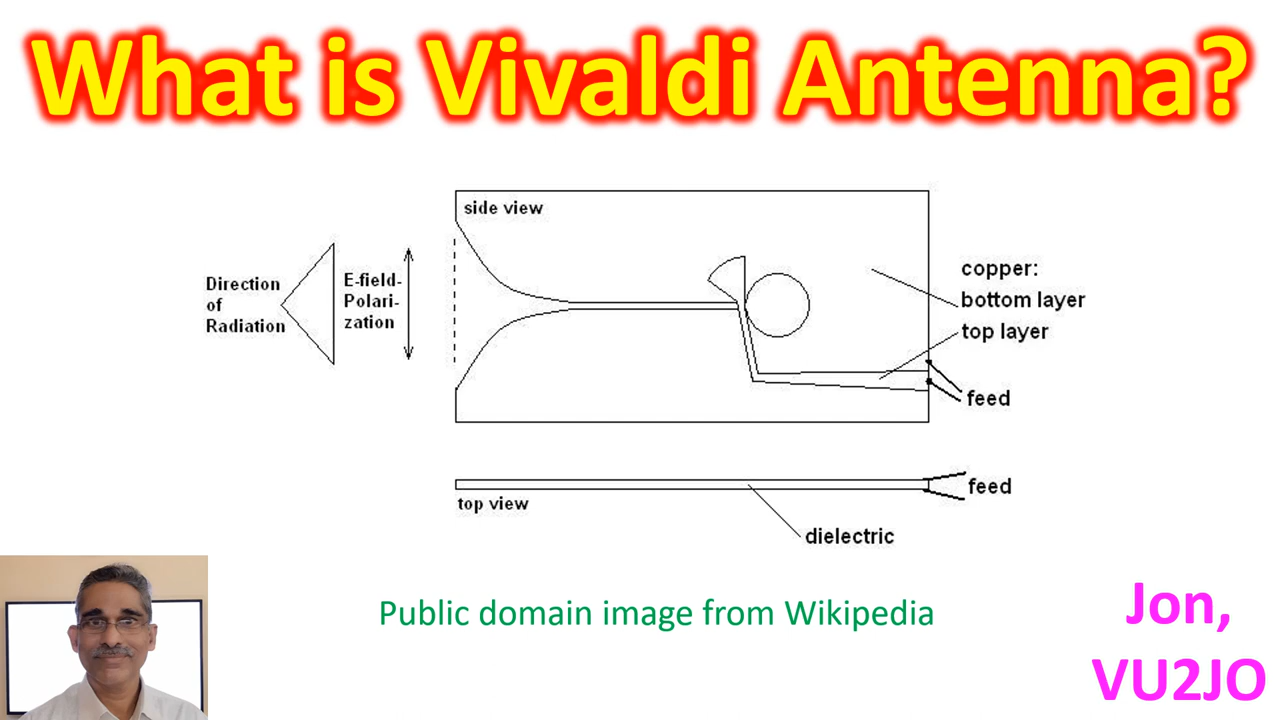 What is Vivaldi Antenna?
side view
Direction
of
Radiation
E-field-
Polari-
zation
copper:
bottom layer
top layer
feed
top view
feed
dielectric
Public domain image from Wikipedia
Jon,
VU2JO